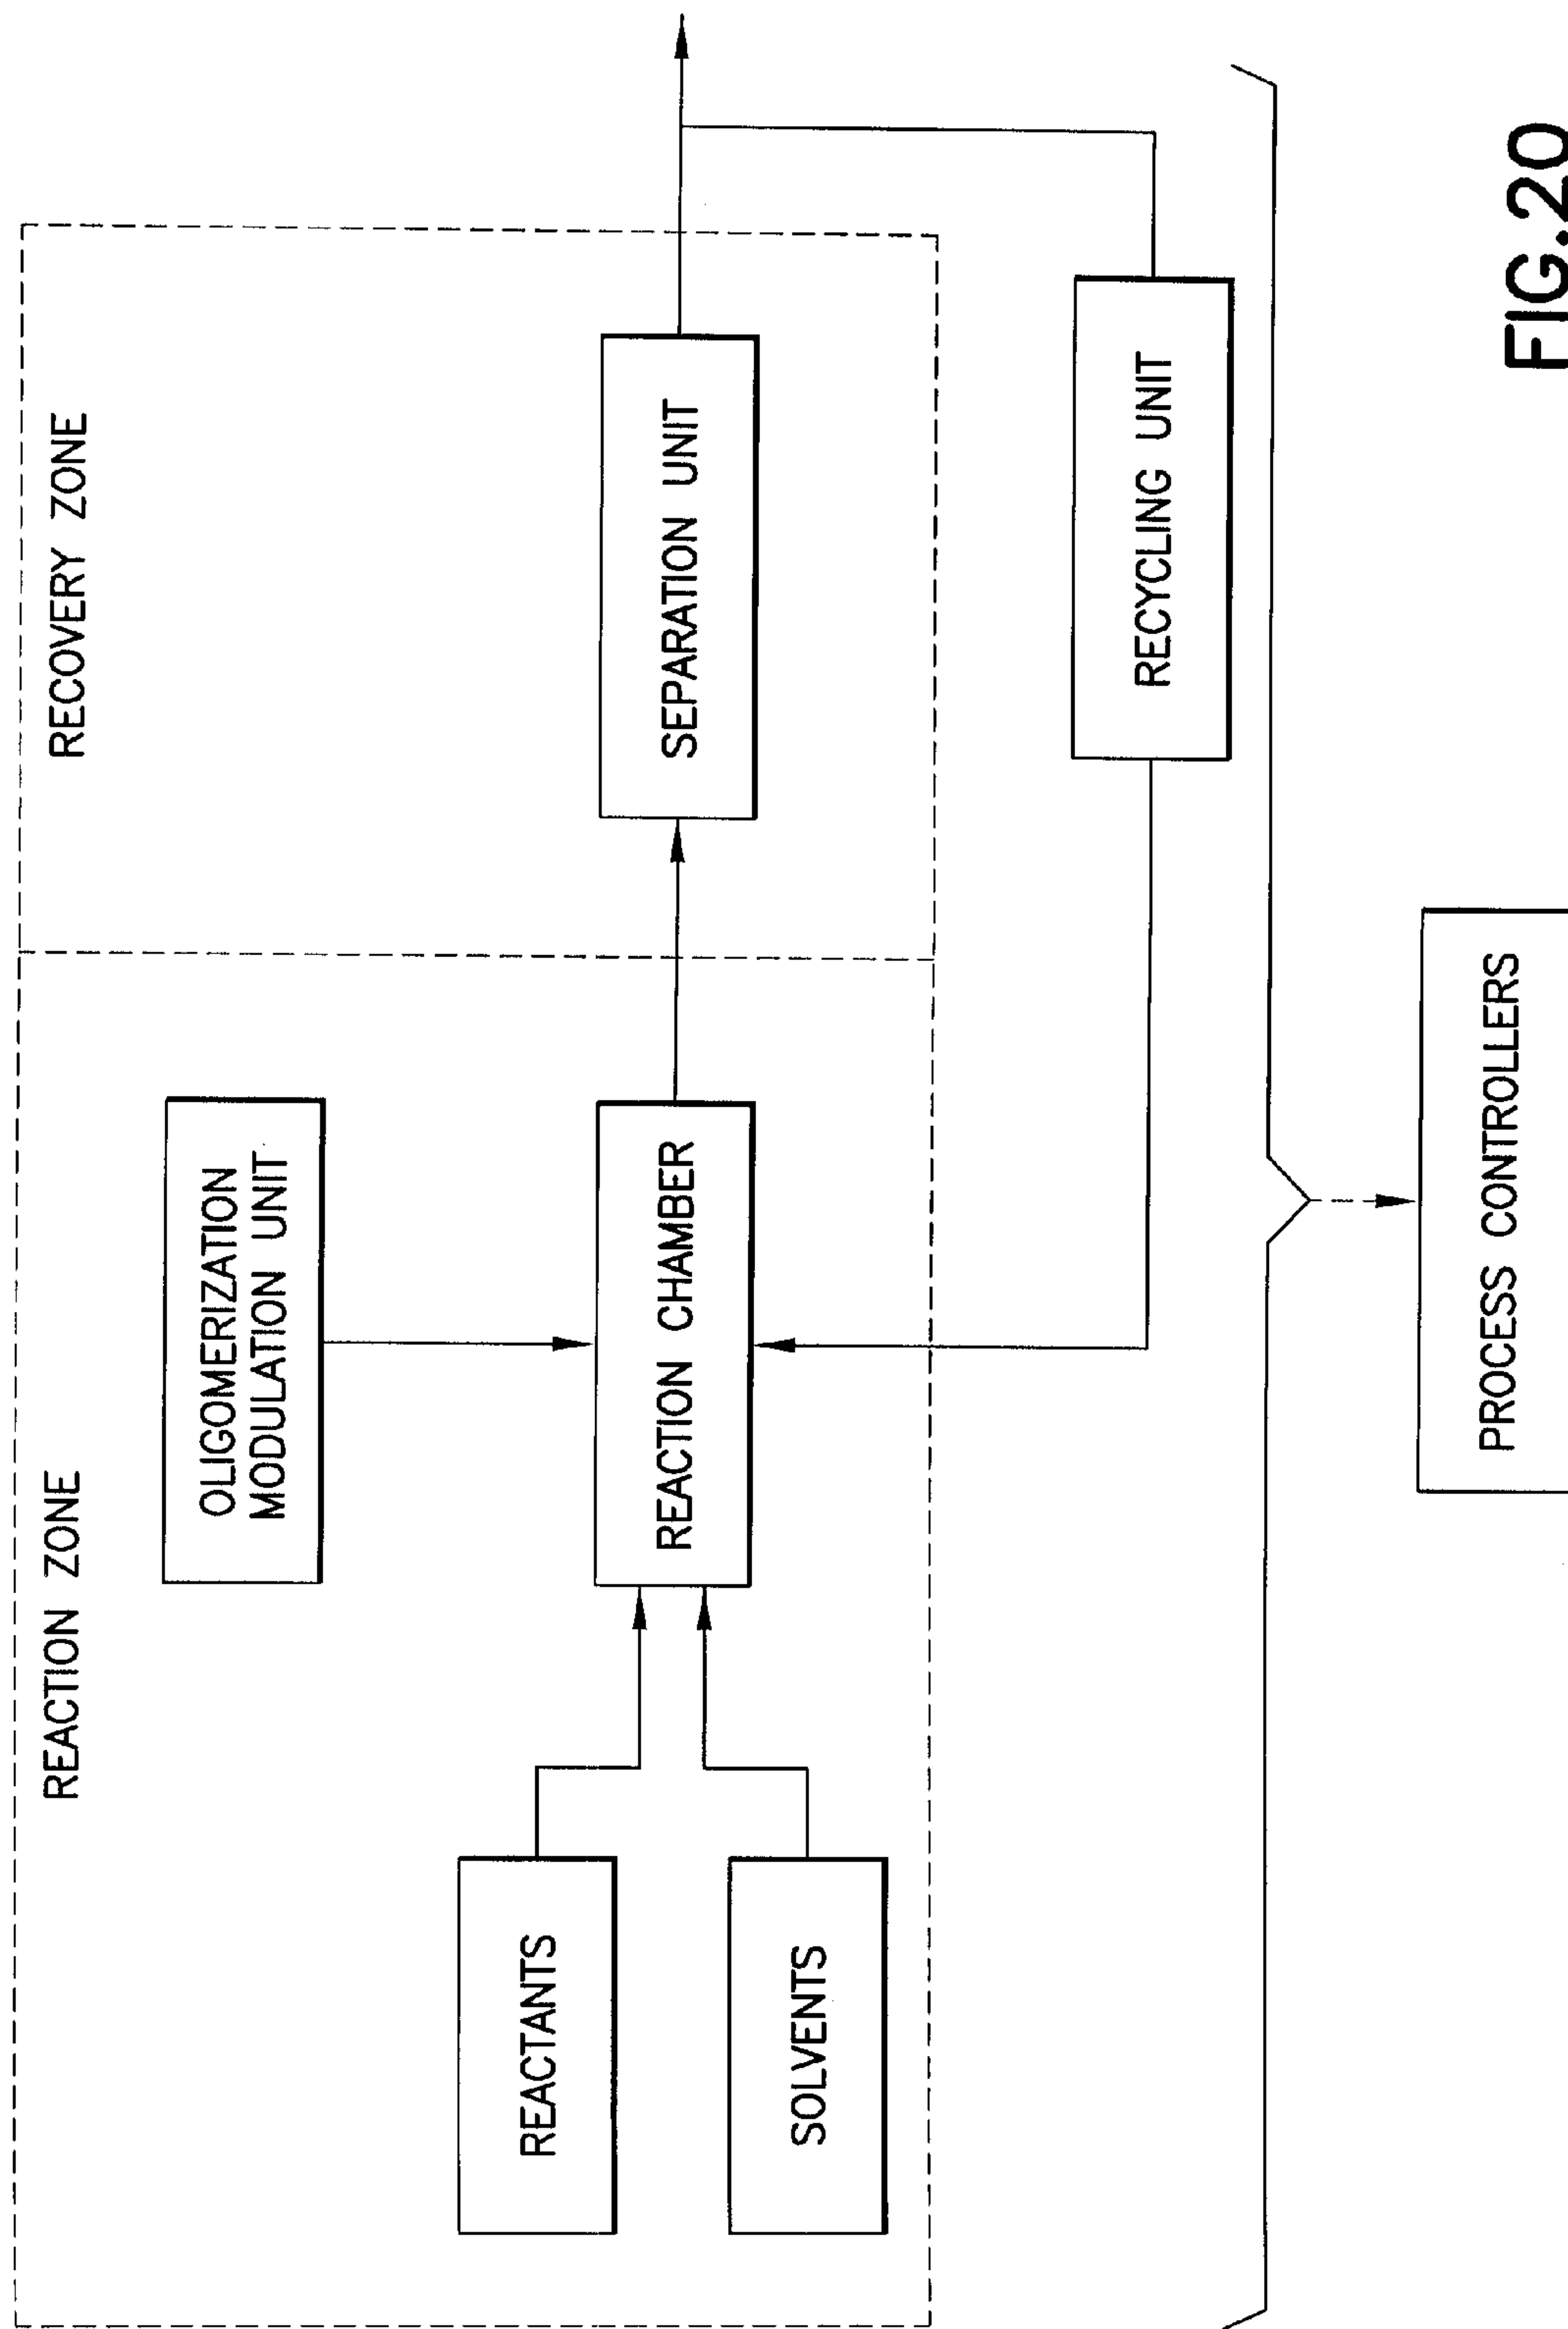 REACTION ZONE
RECOVERY ZONE
OLIGOMERIZATION
MODULATION UNIT
REACTANTS
SOLVENTS
REACTION CHAMBER
SEPARATION UNIT
RECYCLING UNIT
PROCESS CONTROLLERS
FIG.20